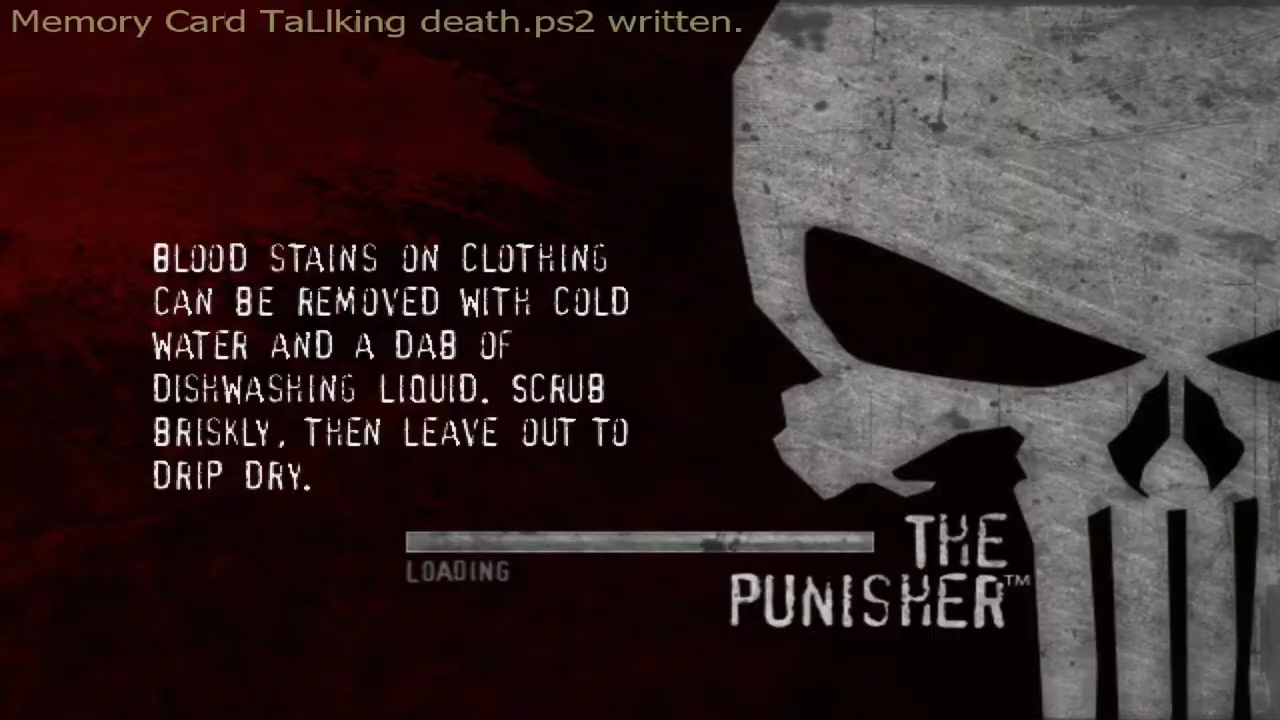 Memory Card TaLlking death.ps2 written.
BLOOD STAINS ON CLOTHING
CAN BE REMOVED WITH COLD
WATER AND A DAB OF
DISHWASHING LIQUID. SCRUB
BRISKLY, THEN LEAVE OUT TO
DRIP DRY.
LOADING
THE
PUNISHER™